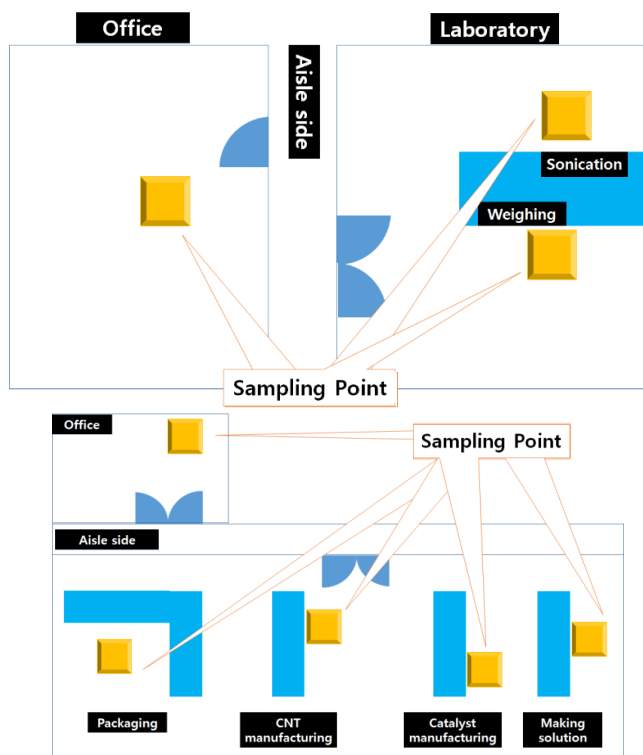 Office
Aisle side
Laboratory
Sonication
Weighing
Sampling Point
Office
Sampling Point
Aisle side
Packaging
CNT
manufacturing
Catalyst
manufacturing
Making
solution